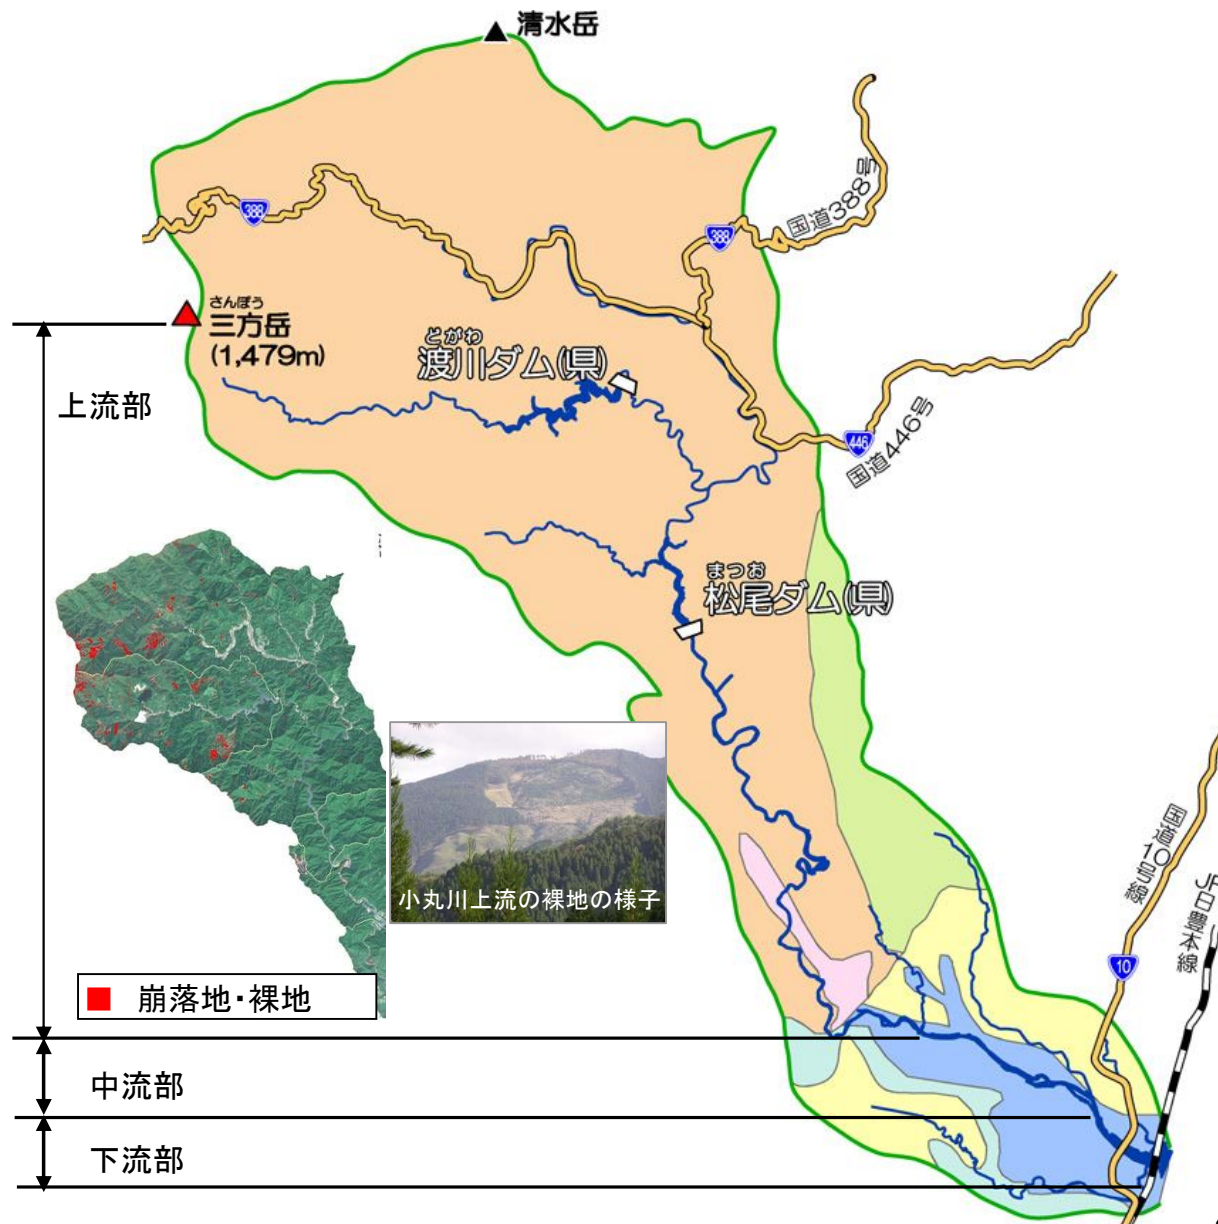 清水岳
388
388
国道388号
さんぽう
三方岳
(1,479m)
どがわ
渡川ダム(県)
上流部
446
国道446号
まつお
松尾ダム(県)
小丸川上流の裸地の様子
崩落地・裸地
国道10号線
10
JR日豊本線
中流部
下流部